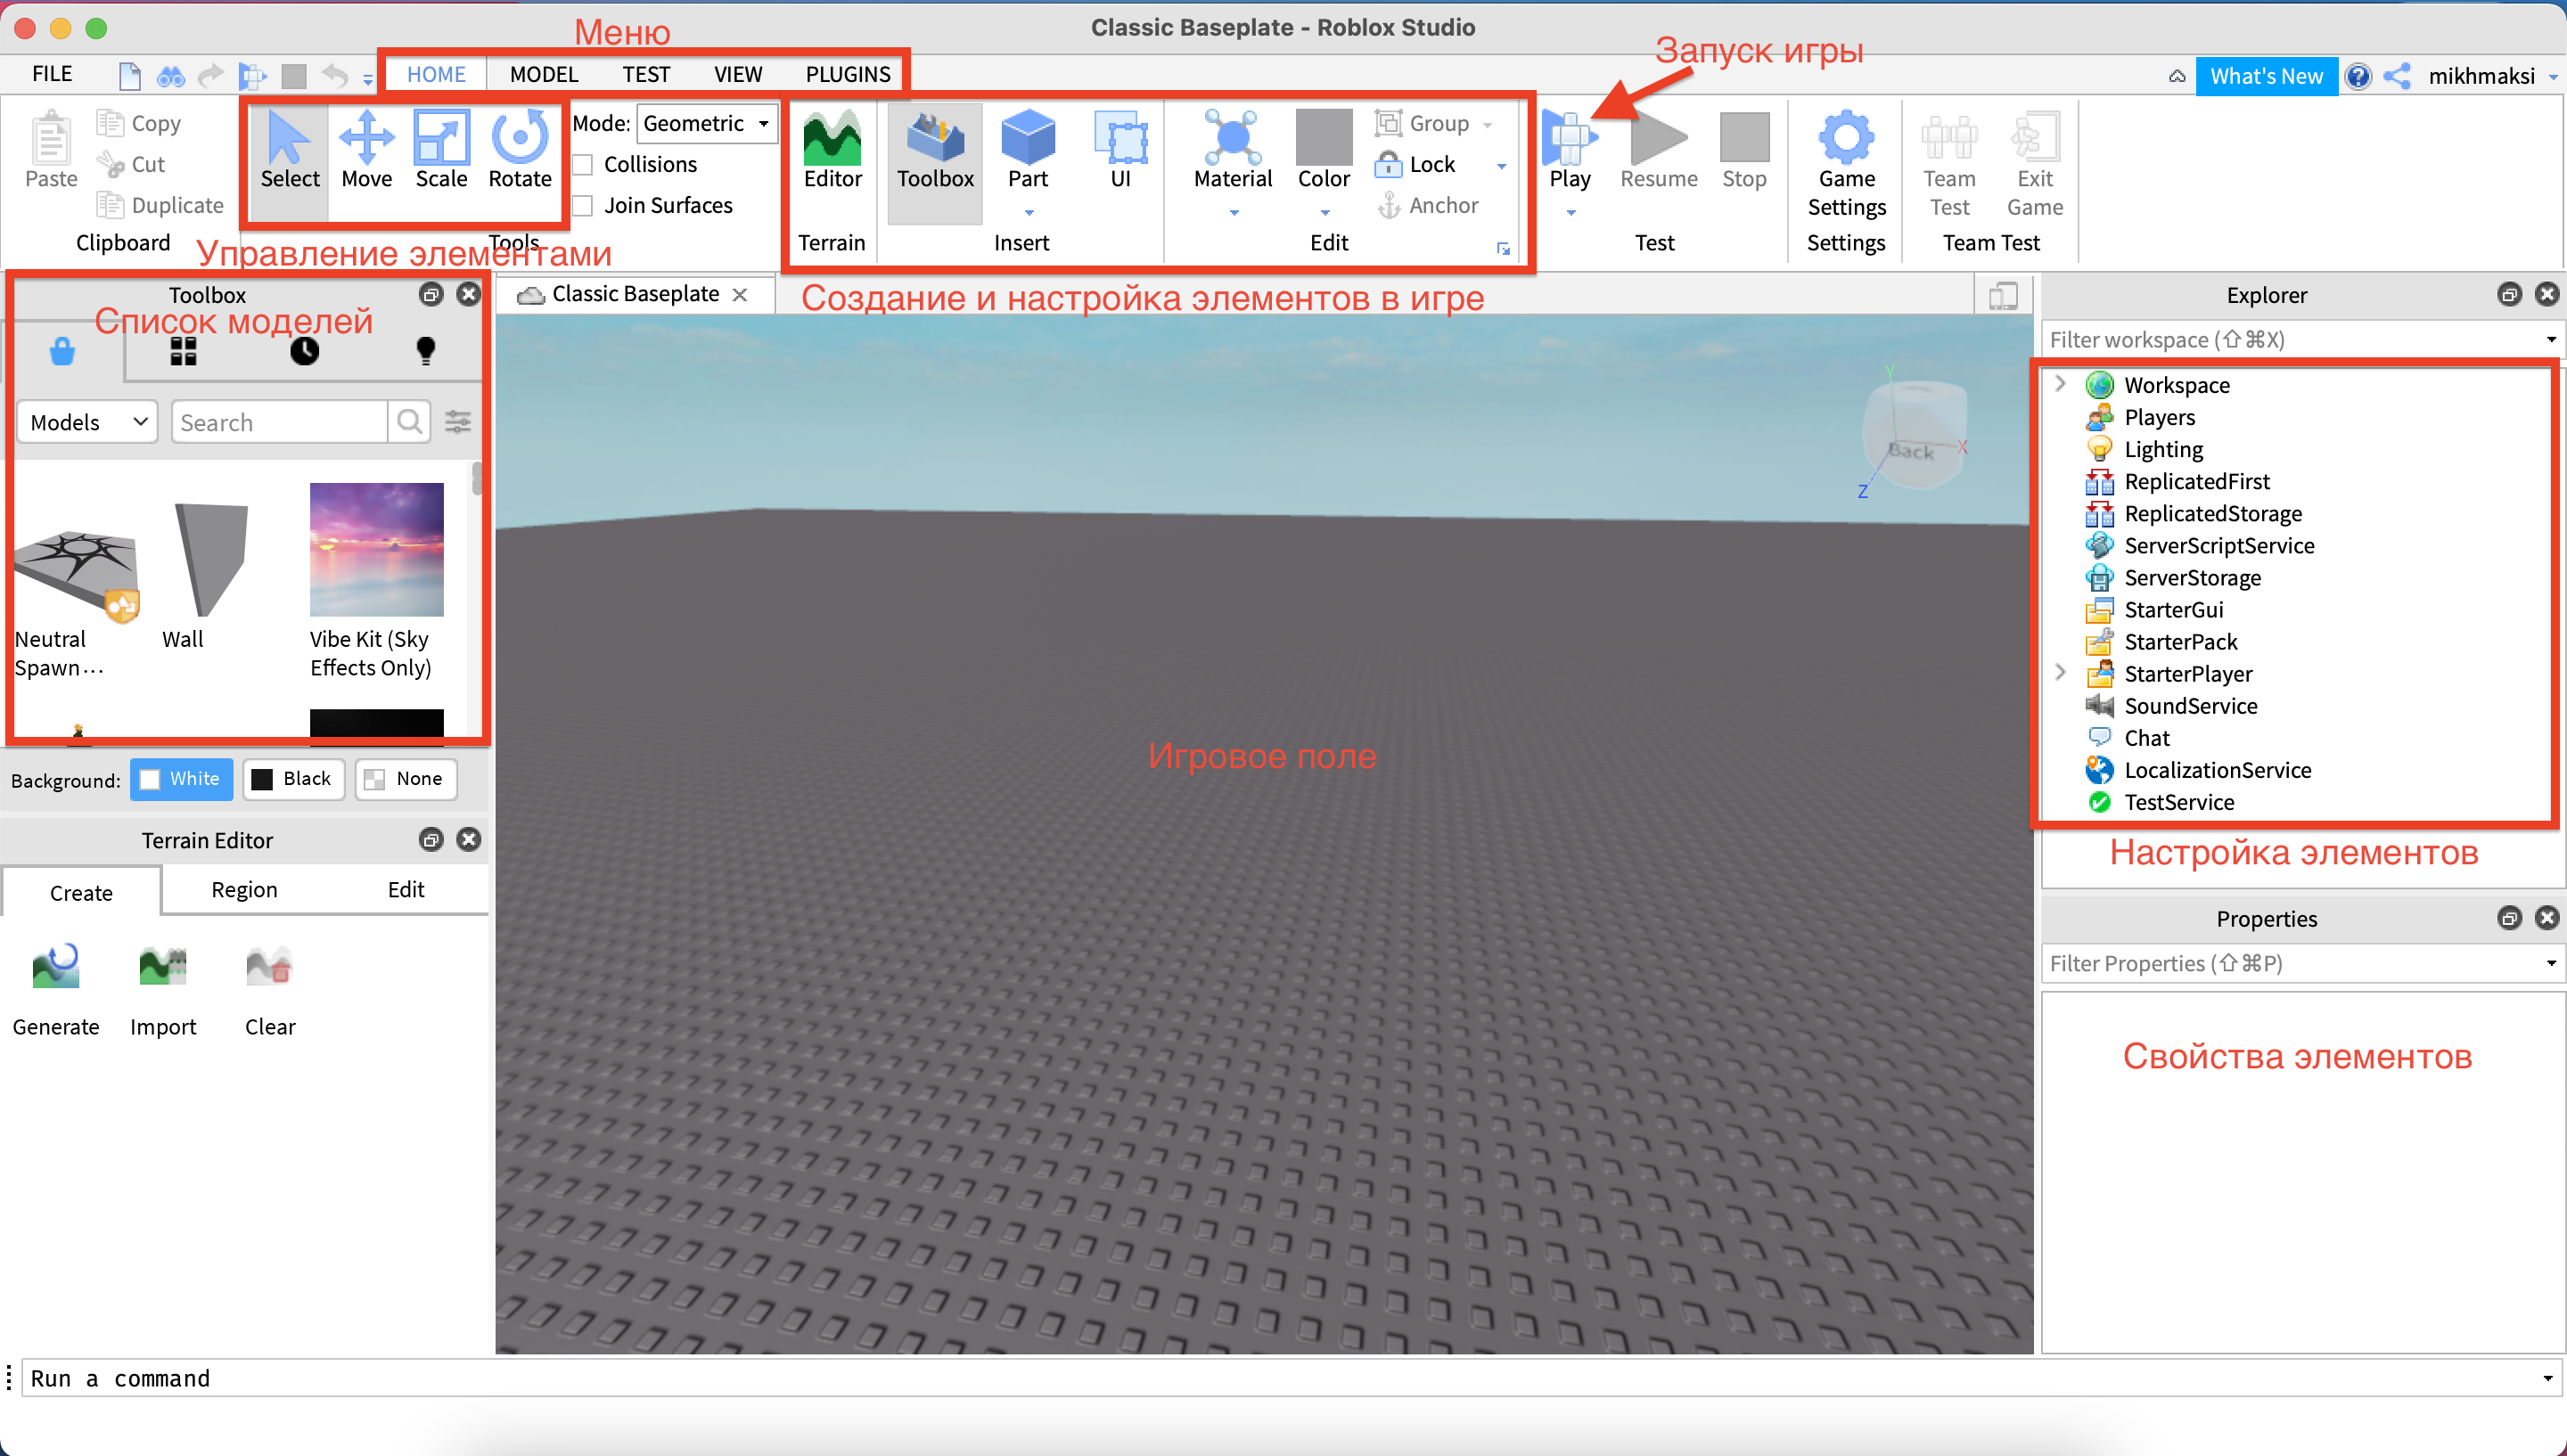 Classic Baseplate - Roblox Studio
Меню
Запуск игры
FILE
HOME
MODEL
TEST
VIEW
PLUGINS
What's New
mikhmaksi
Paste
Copy
Cut
Duplicate
Clipboard
Select
Move
Scale
Rotate
Mode:
Geometric
Collisions
Join Surfaces
Tools
Управление элементами
Editor
Terrain
Toolbox
Part
UI
Insert
Material
Color
Group
Lock
Anchor
Edit
Play
Resume
Stop
Test
Game
Settings
Settings
Team
Test
Exit
Game
Team Test
Toolbox
Список моделей
Models
Search
Neutral
Spawn...
Wall
Vibe Kit (Sky
Effects Only)
Background:
White
Black
None
Terrain Editor
Create
Region
Edit
Generate
Import
Clear
Classic Baseplate
Создание и настройка элементов в игре
Y
X
Z
Back
Игровое поле
Explorer
Filter workspace (⇧⌘X)
Workspace
Players
Lighting
ReplicatedFirst
ReplicatedStorage
ServerScriptService
ServerStorage
StarterGui
StarterPack
StarterPlayer
SoundService
Chat
LocalizationService
TestService
Настройка элементов
Properties
Filter Properties (⇧⌘P)
Свойства элементов
Run a command